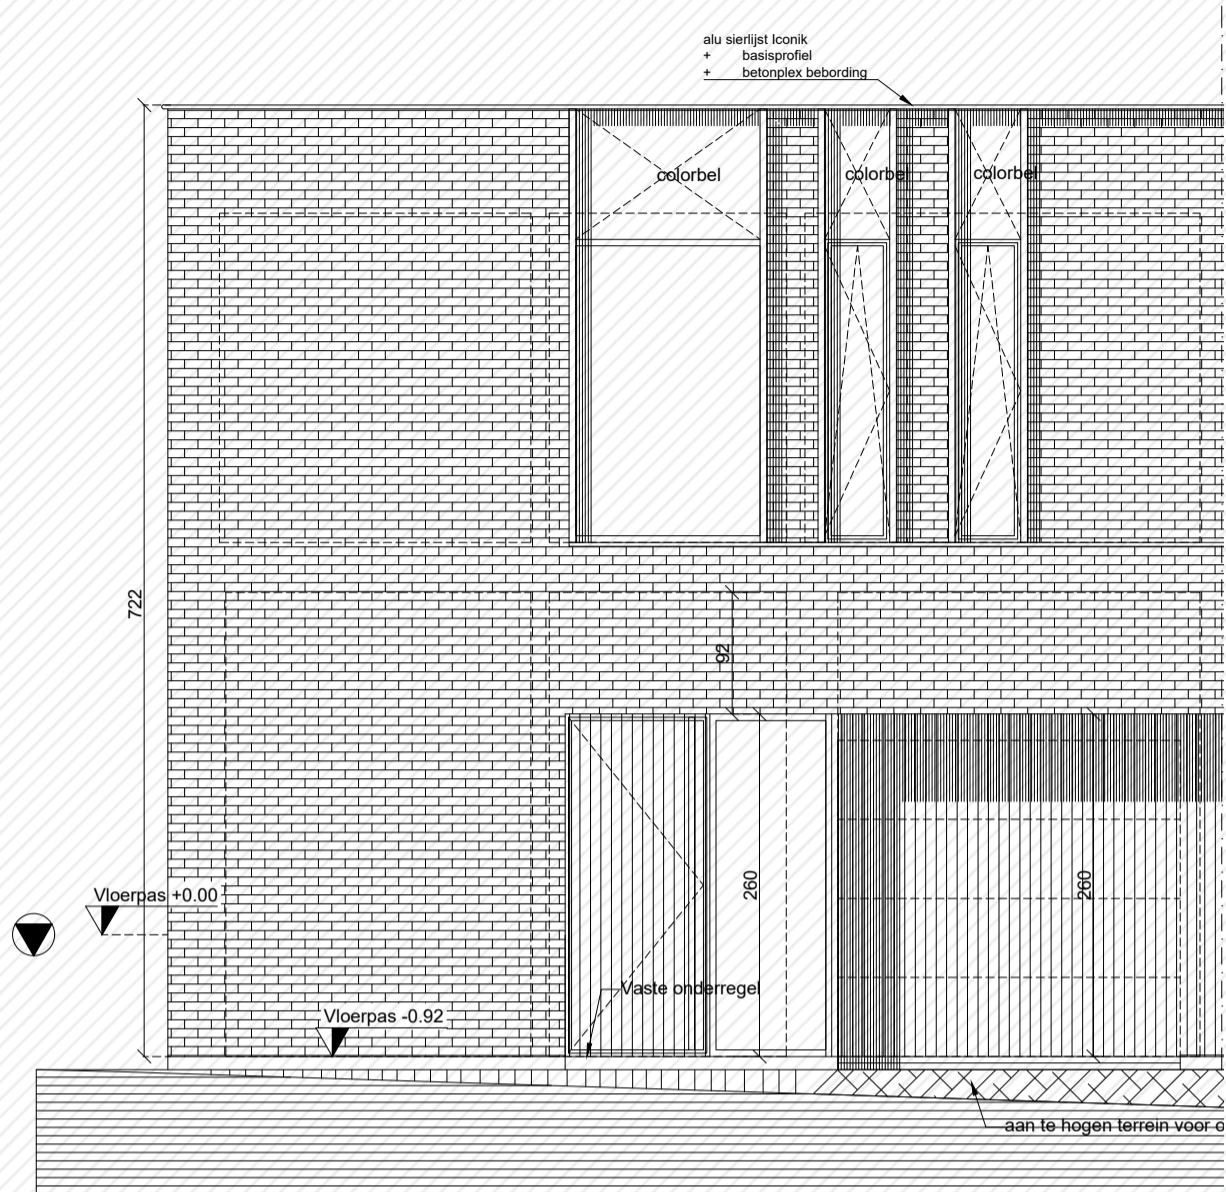 alu sierlijst Iconik
+ basisprofiel
+ betonplex bebording
colorbel
colorbel
colorbel
722
92
Vloerpas +0.00
260
260
Vaste onderregel
Vloerpas -0.92
aan te hogen terrein voor o